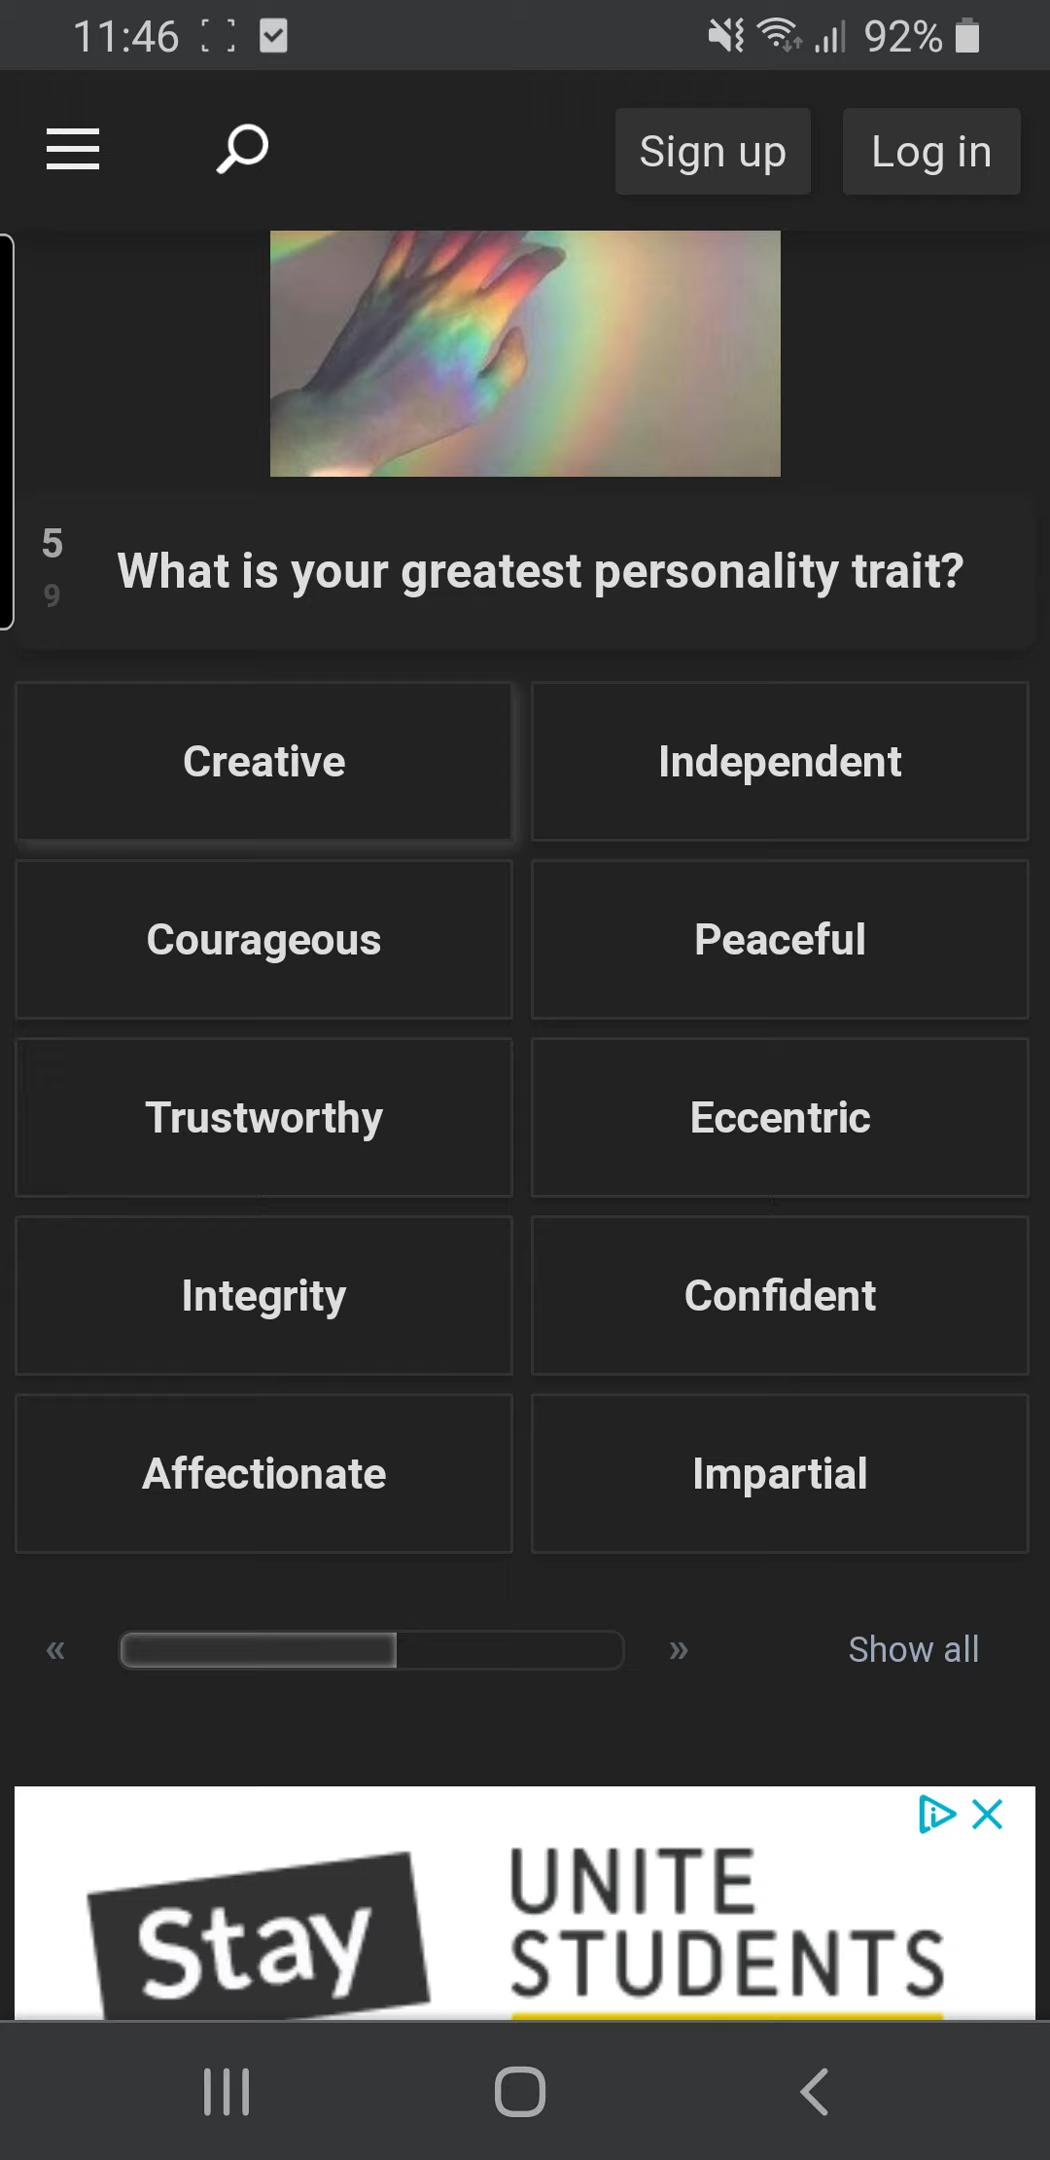 11:46 92%
Sign up Log in
5
9
What is your greatest personality trait?
Creative Independent
Courageous Peaceful
Trustworthy Eccentric
Integrity Confident
Affectionate Impartial
« » Show all
Stay
UNITE
STUDENTS